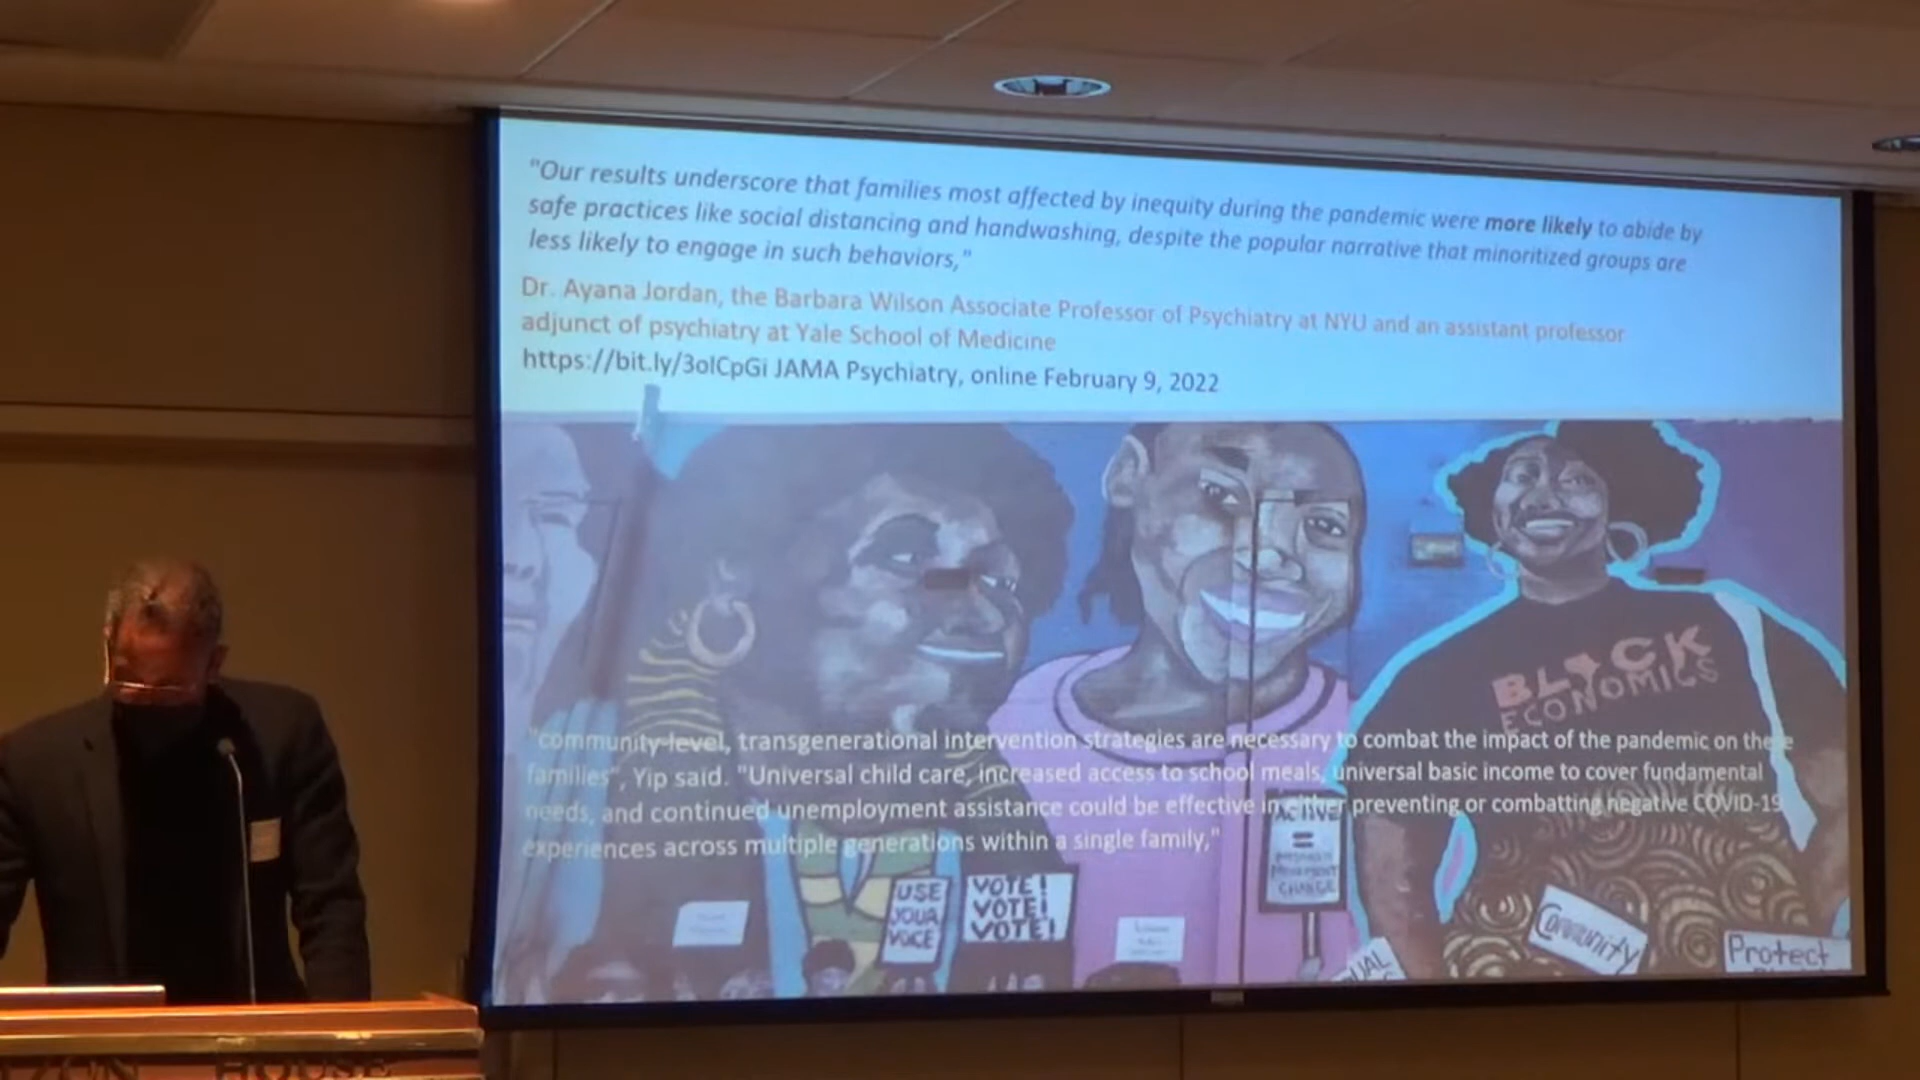 "Our results underscore that families most affected by inequity during the pandemic were more likely to abide by
safe practices like social distancing and handwashing, despite the popular narrative that minoritized groups are
less likely to engage in such behaviors,"
Dr. Ayana Jordan, the Barbara Wilson Associate Professor of Psychiatry at NYU and an assistant professor
adjunct of psychiatry at Yale School of Medicine
https://bit.ly/3oICpGi JAMA Psychiatry, online February 9, 2022
BLACK
ECONOMICS
"community-level, transgenerational intervention strategies are necessary to combat the impact of the pandemic on these
families", Yip said. "Universal child care, increased access to school meals, universal basic income to cover fundamental
needs, and continued unemployment assistance could be effective in either preventing or combatting negative COVID-19
experiences across multiple generations within a single family,"
ACTIVE
=
CHANGE
USE
YOUR
VOICE
VOTE!
VOTE!
VOTE!
Community
Protect
HOUSE